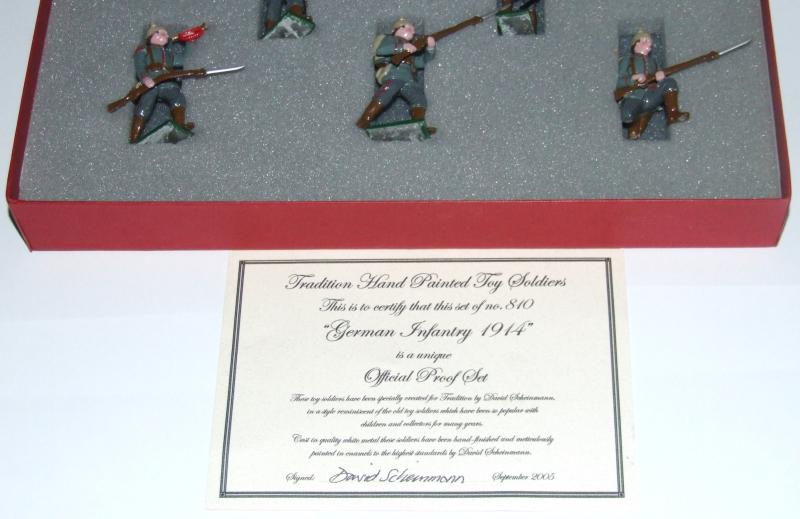 Tradition Hand Painted Toy Soldiers
This is to certify that this set of no. 810
"German Infantry 1914"
is a unique
Official Proof Set
These toy soldiers have been specially created for Tradition by David Scheinmann,
in a style reminiscent of the old toy soldiers which have been so popular with
children and collectors for many years.
Cast in quality white metal these soldiers have been hand-finished and meticulously
painted in enamels to the highest standards by David Scheinmann.
Signed: David Scheinmann September 2005